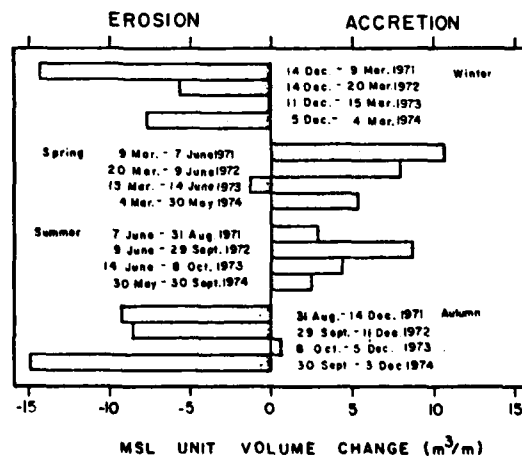 EROSION ACCRETION
14 Dec. - 9 Mar. 1971 Winter
14 Dec. - 20 Mar. 1972
11 Dec. - 15 Mar. 1973
5 Dec. - 4 Mar. 1974
Spring 9 Mar. - 7 June 1971
20 Mar. - 9 June 1972
13 Mar. - 14 June 1973
4 Mar. - 30 May 1974
Summer 7 June - 31 Aug. 1971
9 June - 29 Sept. 1972
14 June - 8 Oct. 1973
30 May - 30 Sept. 1974
31 Aug. - 14 Dec. 1971 Autumn
29 Sept. - 11 Dec. 1972
8 Oct. - 5 Dec. 1973
30 Sept - 3 Dec 1974
-15 -10 -5 0 5 10 15
MSL UNIT VOLUME CHANGE (m³/m)